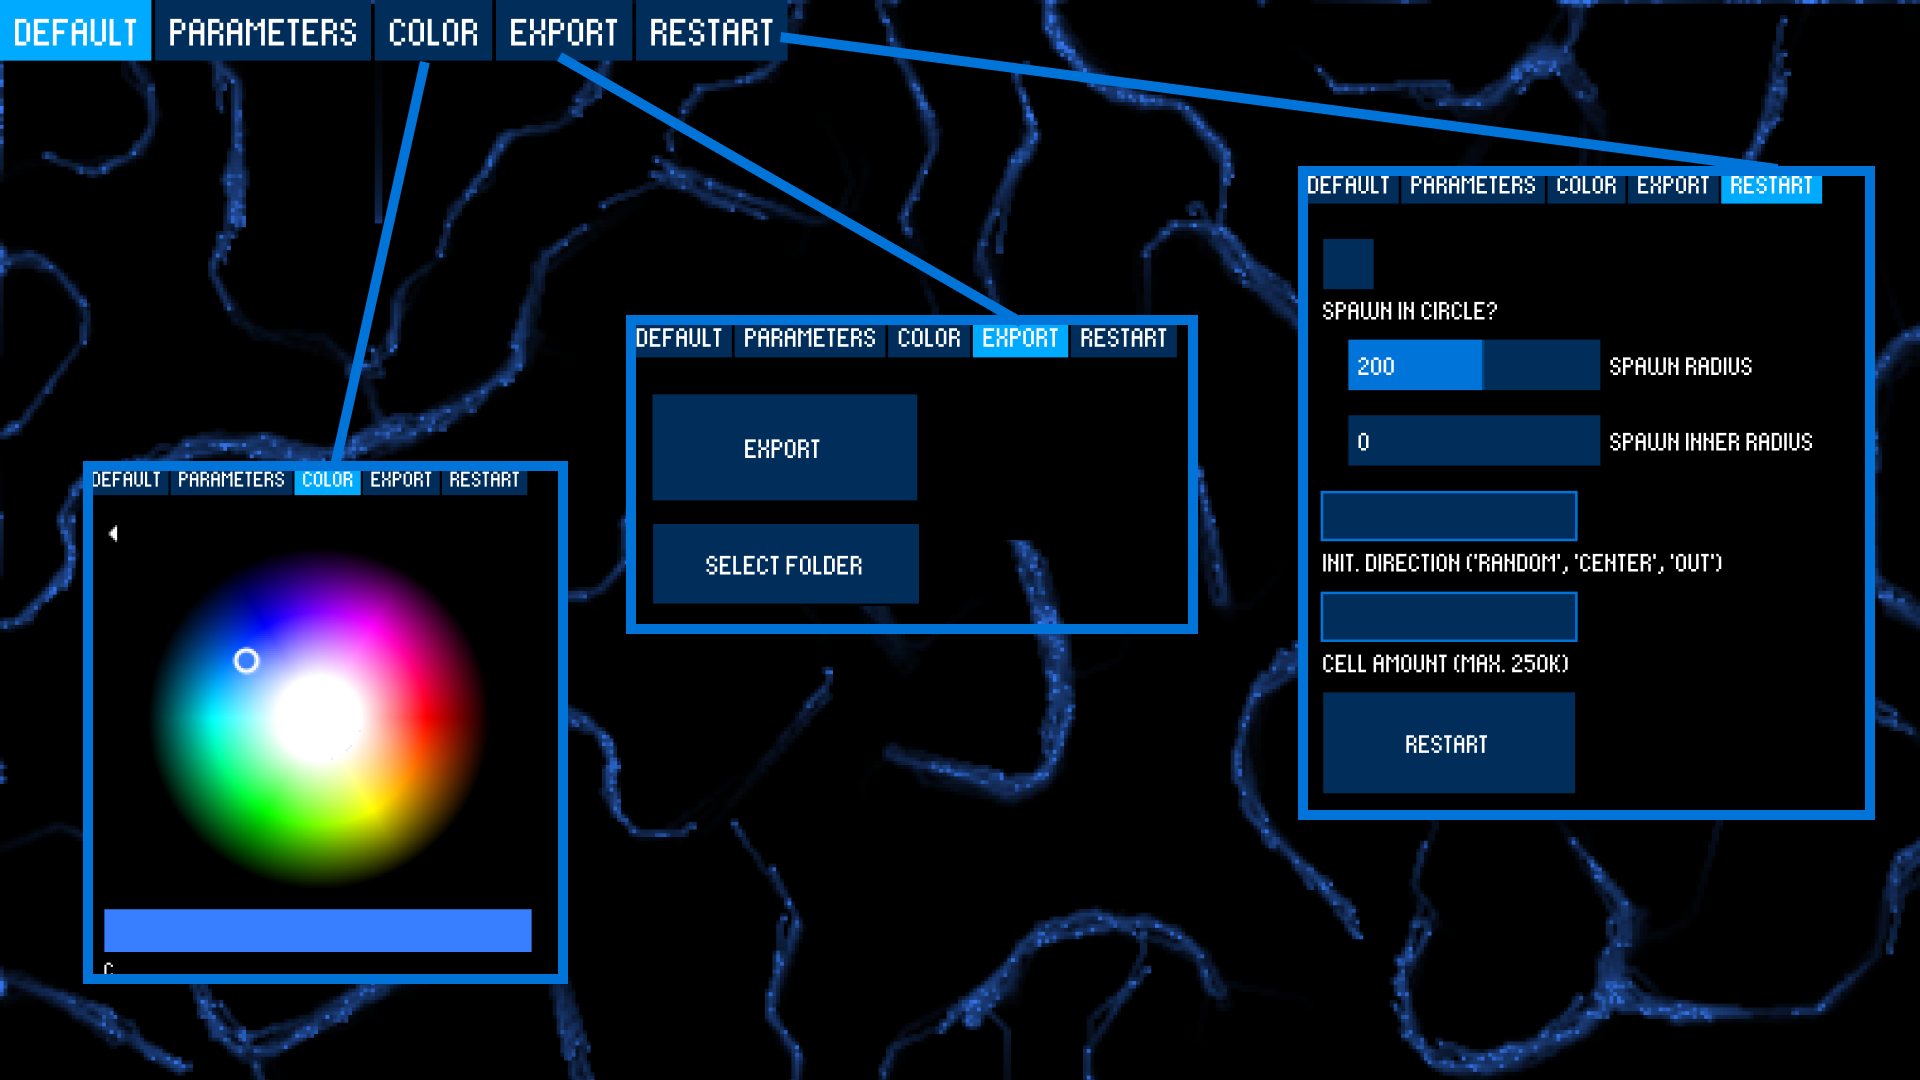 DEFAULT PARAMETERS COLOR EXPORT RESTART
DEFAULT PARAMETERS COLOR EXPORT RESTART
SPAWN IN CIRCLE?
200 SPAWN RADIUS
0 SPAWN INNER RADIUS
INIT. DIRECTION ('RANDOM', 'CENTER', 'OUT')
CELL AMOUNT (MAX. 250K)
RESTART
DEFAULT PARAMETERS COLOR EXPORT RESTART
EXPORT
SELECT FOLDER
DEFAULT PARAMETERS COLOR EXPORT RESTART
C